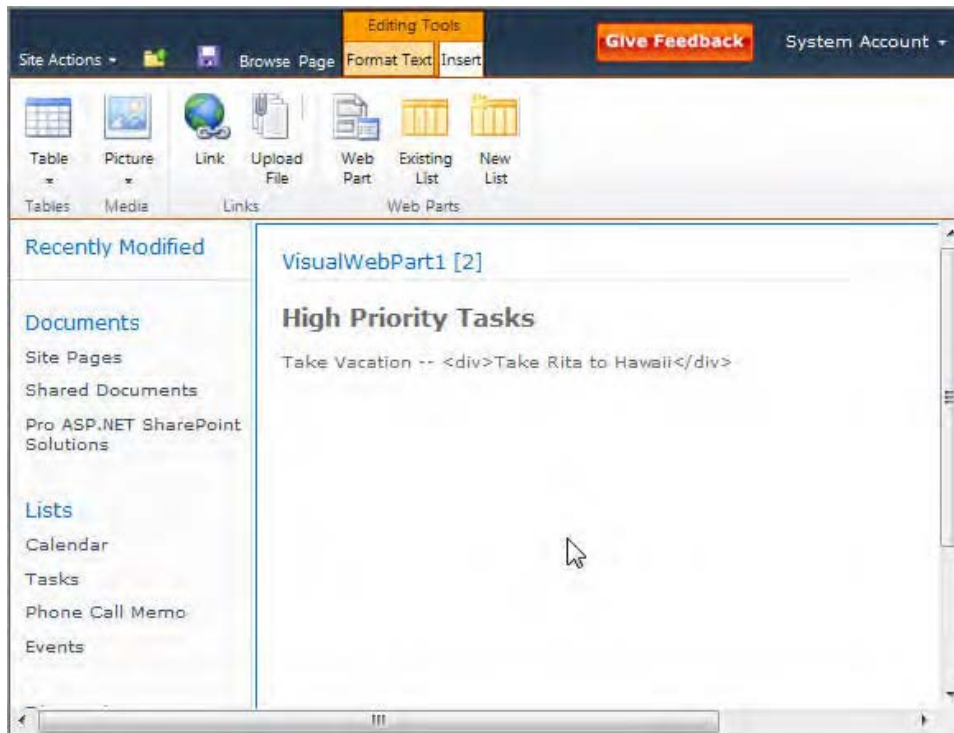 Editing Tools
Give Feedback
System Account
Site Actions
Browse Page Format Text Insert
Table Picture Link Upload File Web Part Existing List New List
Tables Media Links Web Parts
Recently Modified
Documents
Site Pages
Shared Documents
Pro ASP.NET SharePoint
Solutions
Lists
Calendar
Tasks
Phone Call Memo
Events
VisualWebPart1 [2]
High Priority Tasks
Take Vacation -- <div>Take Rita to Hawaii</div>